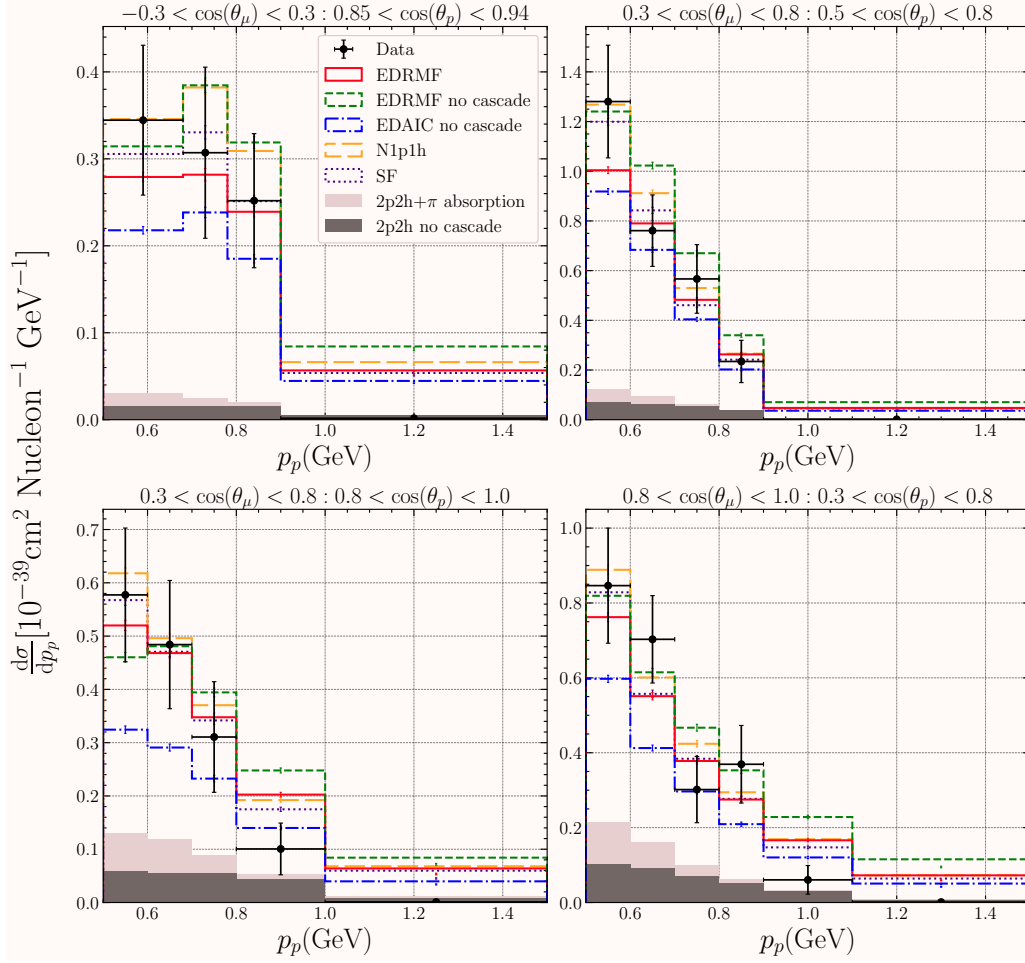 −0.3 < cos(θμ) < 0.3 : 0.85 < cos(θp) < 0.94
0.3 < cos(θμ) < 0.8 : 0.5 < cos(θp) < 0.8
0.4
0.3
0.2
0.1
0.0
0.6 0.8 1.0 1.2 1.4
pp(GeV)
Data
EDRMF
EDRMF no cascade
EDAIC no cascade
N1p1h
SF
2p2h+π absorption
2p2h no cascade
1.4
1.2
1.0
0.8
0.6
0.4
0.2
0.0
0.6 0.8 1.0 1.2 1.4
pp(GeV)
dσ/dpp[10−39cm2 Nucleon−1 GeV−1]
0.3 < cos(θμ) < 0.8 : 0.8 < cos(θp) < 1.0
0.7
0.6
0.5
0.4
0.3
0.2
0.1
0.0
0.6 0.8 1.0 1.2 1.4
pp(GeV)
0.8 < cos(θμ) < 1.0 : 0.3 < cos(θp) < 0.8
1.0
0.8
0.6
0.4
0.2
0.0
0.6 0.8 1.0 1.2 1.4
pp(GeV)